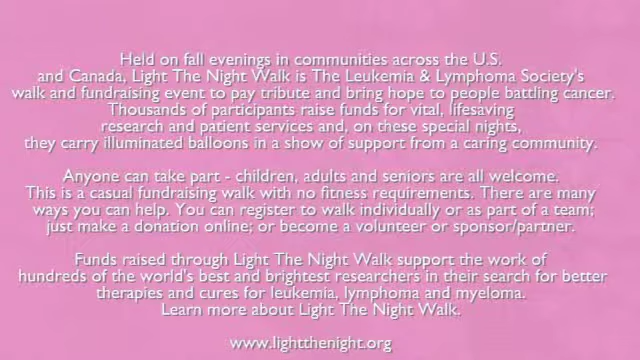 Held on fall evenings in communities across the U.S.
and Canada, Light The Night Walk is The Leukemia & Lymphoma Society's
walk and fundraising event to pay tribute and bring hope to people battling cancer.
Thousands of participants raise funds for vital, lifesaving
research and patient services and, on these special nights,
they carry illuminated balloons in a show of support from a caring community.
Anyone can take part - children, adults and seniors are all welcome.
This is a casual fundraising walk with no fitness requirements. There are many
ways you can help. You can register to walk individually or as part of a team;
just make a donation online; or become a volunteer or sponsor/partner.
Funds raised through Light The Night Walk support the work of
hundreds of the world's best and brightest researchers in their search for better
therapies and cures for leukemia, lymphoma and myeloma.
Learn more about Light The Night Walk.
www.lightthenight.org